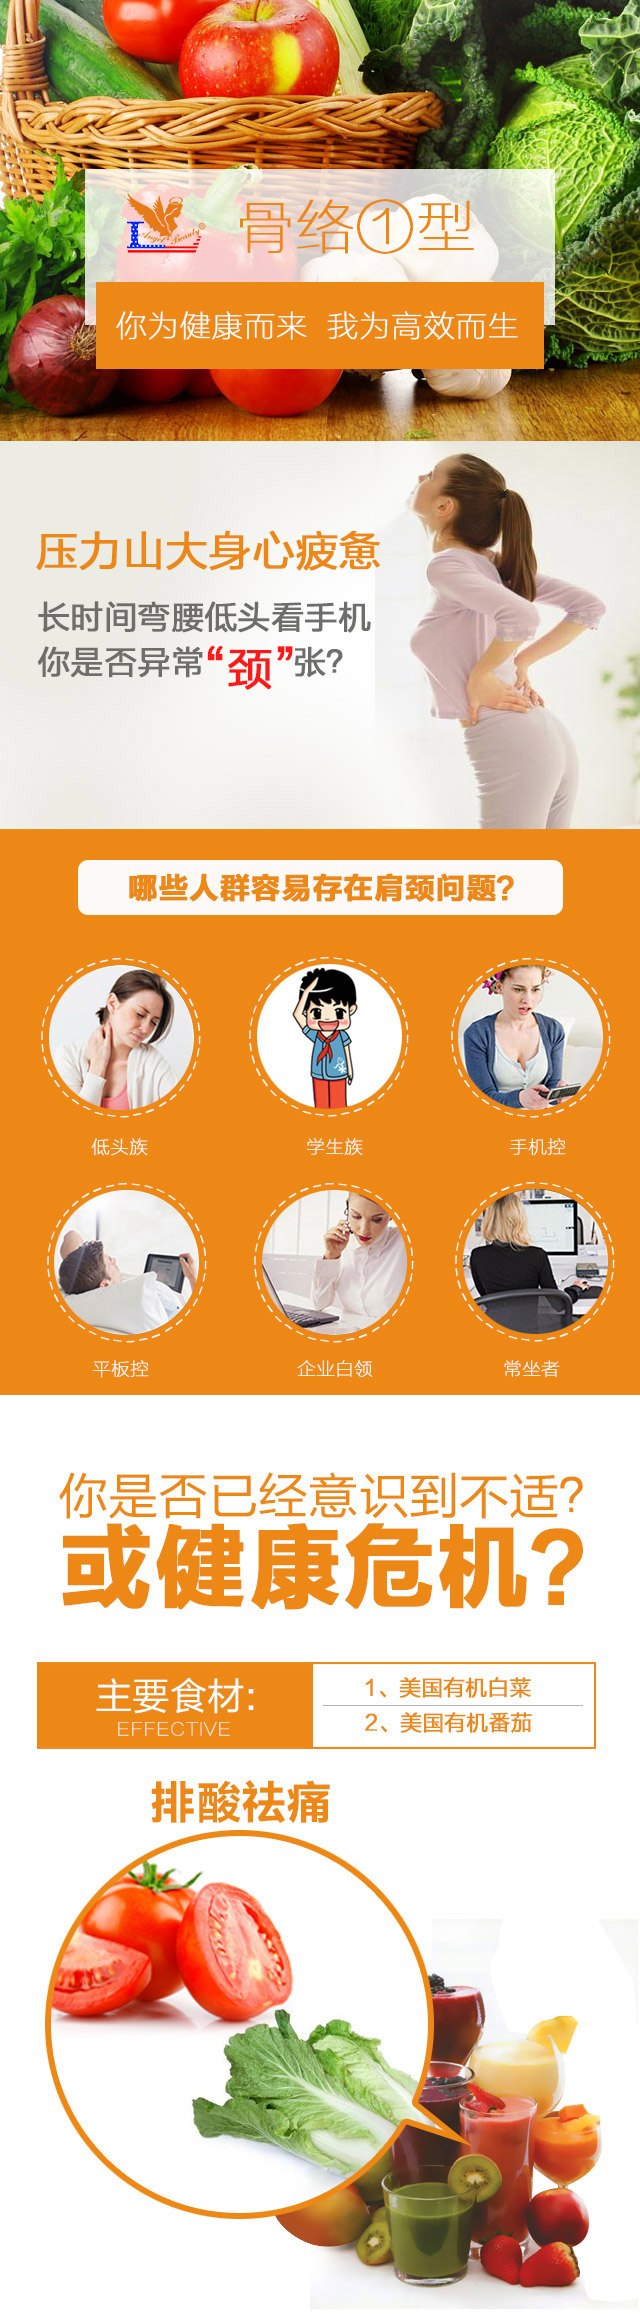 Angel's Beauty®
骨络①型
你为健康而来 我为高效而生
压力山大身心疲惫
长时间弯腰低头看手机
你是否异常“颈”张?
哪些人群容易存在肩颈问题?
低头族
学生族
手机控
平板控
企业白领
常坐者
你是否已经意识到不适?
或健康危机?
主要食材:
EFFECTIVE
1、美国有机白菜
2、美国有机番茄
排酸祛痛